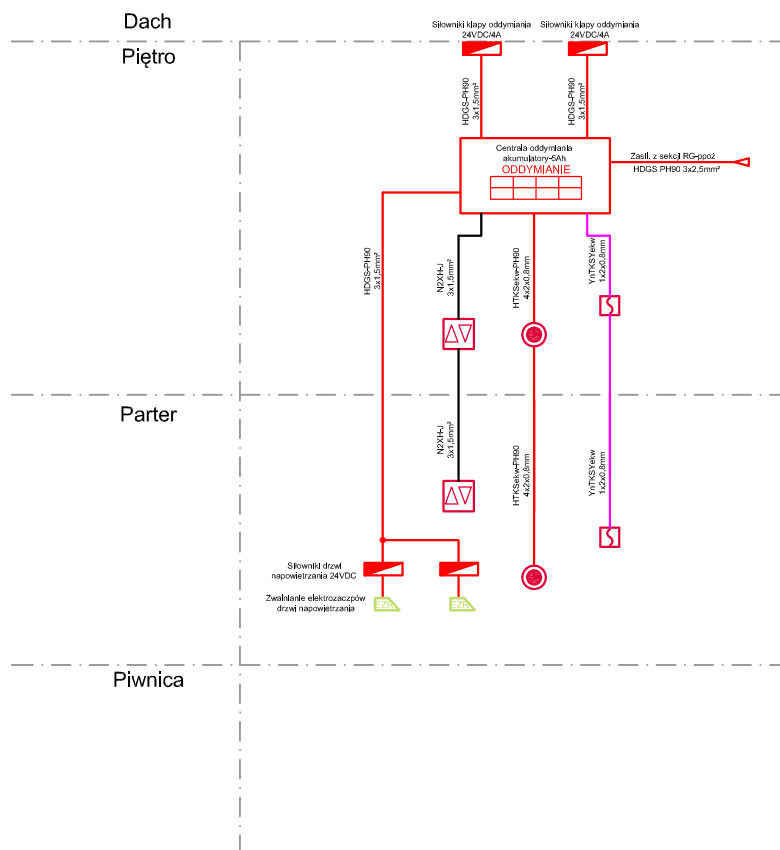 Dach
Siłowniki klapy oddymiania
24VDC/4A
Siłowniki klapy oddymiania
24VDC/4A
Piętro
HDGS-PH90
3x1,5mm²
HDGS-PH90
3x1,5mm²
Centrala oddymiania
akumulatory-5Ah
ODDYMIANIE
Zasil. z sekcji RG-ppoż
HDGS PH90 3x2,5mm²
HDGS-PH90
3x1,5mm²
N2XH-J
3x1,5mm²
HTKSekw-PH90
4x2x0,8mm
YnTKSYekw
1x2x0,8mm
Parter
N2XH-J
3x1,5mm²
HTKSekw-PH90
4x2x0,8mm
YnTKSYekw
1x2x0,8mm
Siłowniki drzwi
napowietrzania 24VDC
Zwalnianie elektrozaczpów
drzwi napowietrzania
EZR
EZR
Piwnica